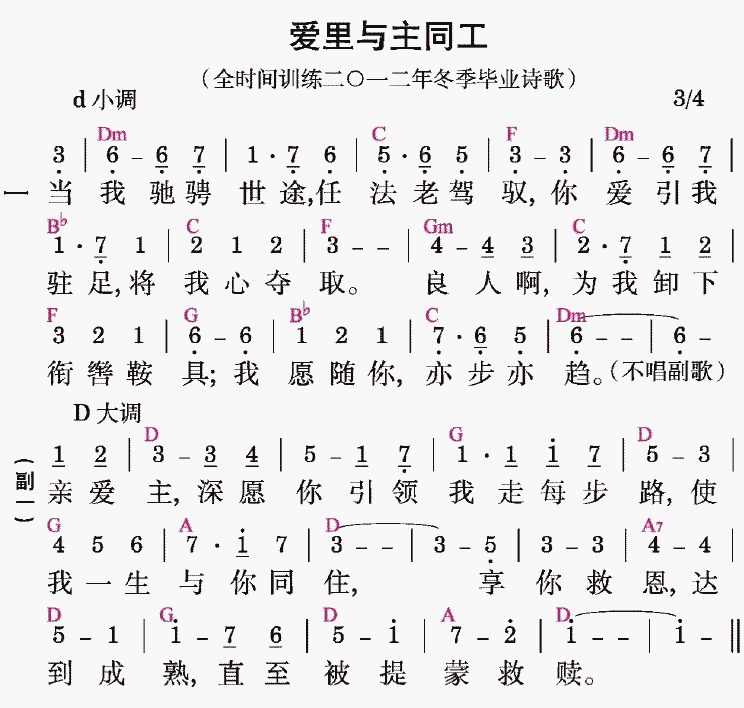 爱里与主同工
（全时间训练二〇一二年冬季毕业诗歌）
d 小调 3/4
Dm C F Dm
3 | 6 – 6 7 | 1 · 7 6 | 5 · 6 5 | 3 – 3 | 6 – 6 7 |
一 当 我 驰 骋 世 途,任 法 老 驾 驭, 你 爱 引 我
B♭ C F Gm C
1 · 7 1 | 2 1 2 | 3 – – | 4 – 4 3 | 2 · 7 1 2 |
驻 足, 将 我 心 夺 取。 良 人 啊, 为 我 卸 下
F G B♭ C Dm
3 2 1 | 6 – 6 | 1 2 1 | 7 · 6 5 | 6 – – | 6 –
衔 辔 鞍 具; 我 愿 随 你, 亦 步 亦 趋。(不唱副歌)
D 大调
D G D
1 2 | 3 – 3 4 | 5 – 1 7 | 1 · 1 1 7 | 5 – 3 |
（副一） 亲 爱 主, 深 愿 你 引 领 我 走 每 步 路, 使
G A D A7
4 5 6 | 7 · 1 7 | 3 – – | 3 – 5 | 3 – 3 | 4 – 4 |
我 一 生 与 你 同 住, 享 你 救 恩, 达
D G D A D
5 – 1 | 1 – 7 6 | 5 – 1 | 7 – 2 | 1 – – | 1 – ‖
到 成 熟, 直 至 被 提 蒙 救 赎。